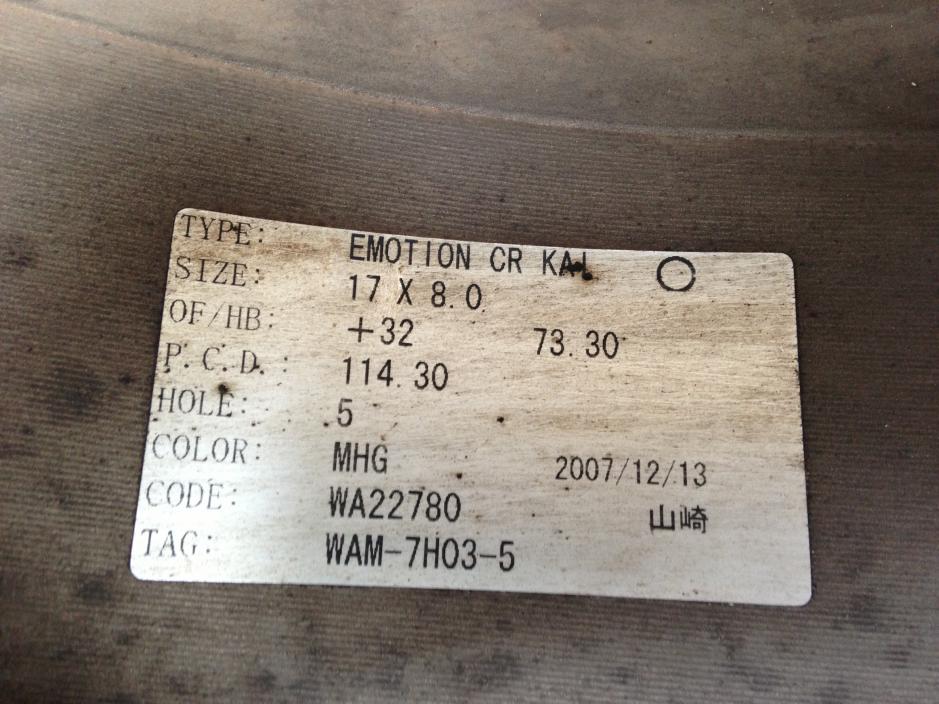 TYPE: EMOTION CR KAI ○
SIZE: 17 X 8.0
OF/HB: +32 73.30
P.C.D.: 114.30
HOLE: 5
COLOR: MHG 2007/12/13
CODE: WA22780 山崎
TAG: WAM-7H03-5